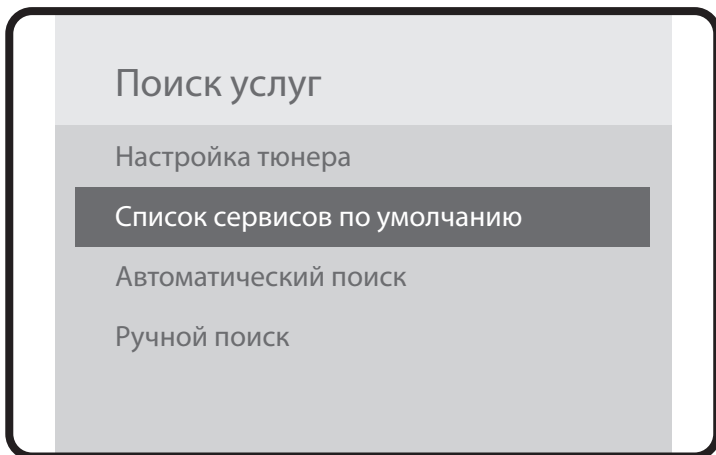 Поиск услуг
Настройка тюнера
Список сервисов по умолчанию
Автоматический поиск
Ручной поиск